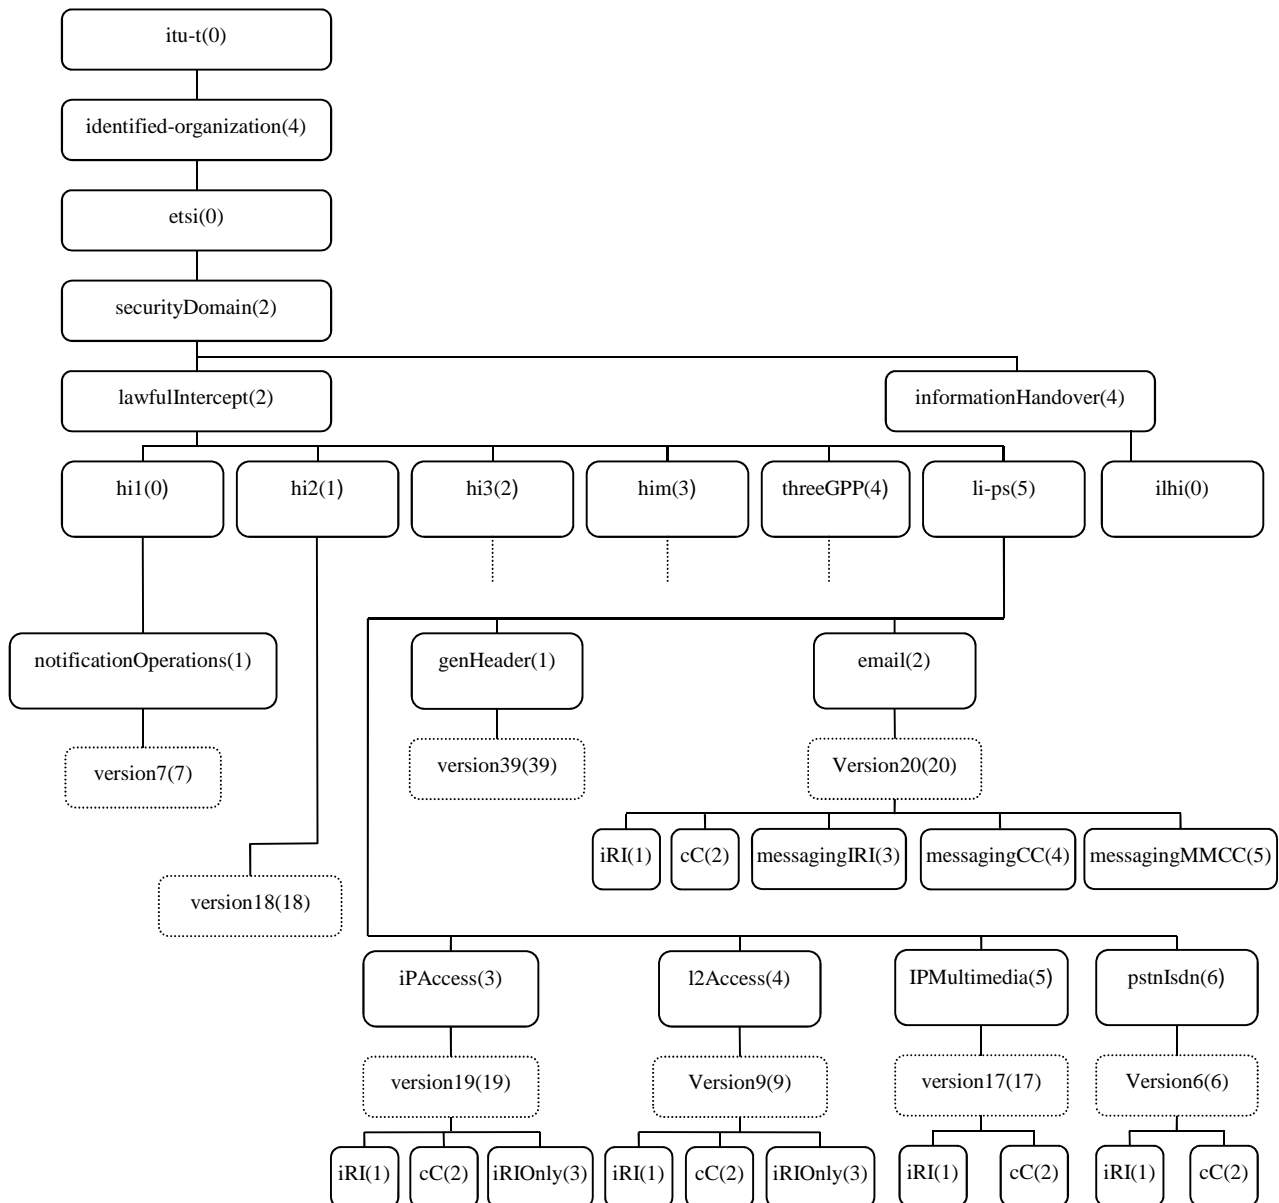 itu-t(0)
identified-organization(4)
etsi(0)
securityDomain(2)
lawfulIntercept(2)
informationHandover(4)
hi1(0)
hi2(1)
hi3(2)
him(3)
threeGPP(4)
li-ps(5)
ilhi(0)
notificationOperations(1)
genHeader(1)
email(2)
version7(7)
version39(39)
Version20(20)
iRI(1)
cC(2)
messagingIRI(3)
messagingCC(4)
messagingMMCC(5)
version18(18)
iPAccess(3)
l2Access(4)
IPMultimedia(5)
pstnIsdn(6)
version19(19)
Version9(9)
version17(17)
Version6(6)
iRI(1)
cC(2)
iRIOnly(3)
iRI(1)
cC(2)
iRIOnly(3)
iRI(1)
cC(2)
iRI(1)
cC(2)